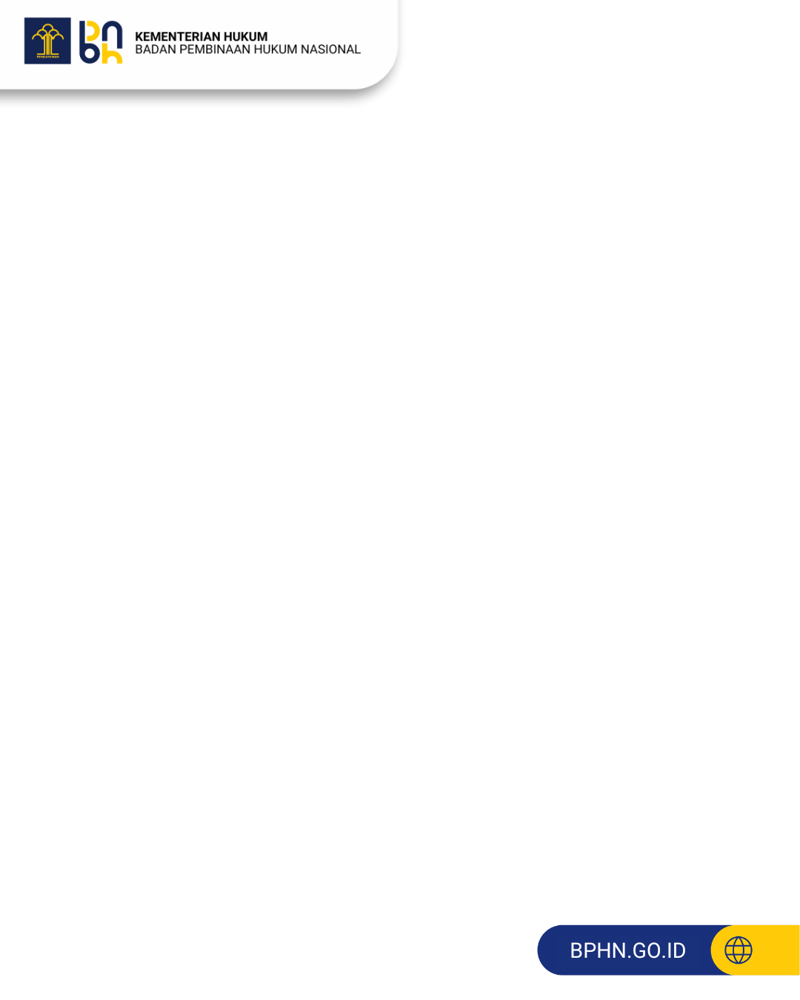 KEMENTERIAN HUKUM
BADAN PEMBINAAN HUKUM NASIONAL
BPHN.GO.ID